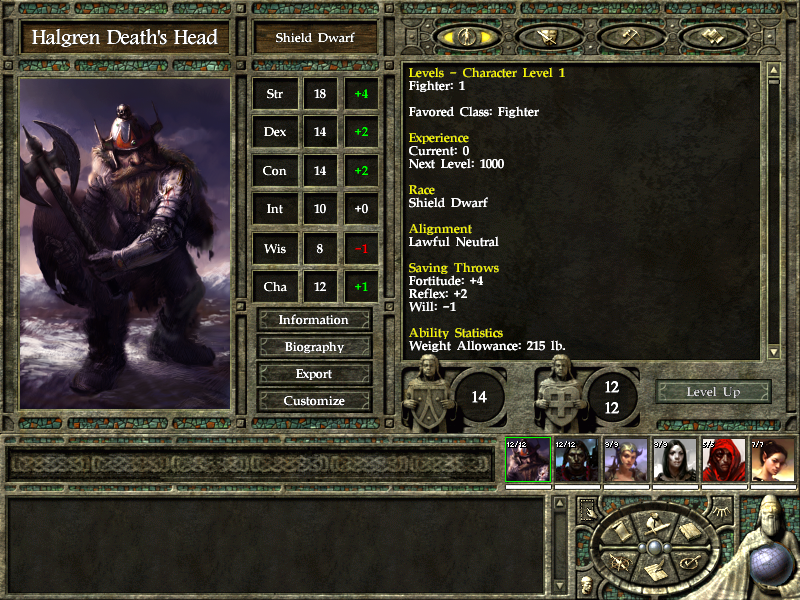 Halgren Death's Head
Shield Dwarf
Str 18 +4
Dex 14 +2
Con 14 +2
Int 10 +0
Wis 8 -1
Cha 12 +1
Information
Biography
Export
Customize
Levels - Character Level 1
Fighter: 1
Favored Class: Fighter
Experience
Current: 0
Next Level: 1000
Race
Shield Dwarf
Alignment
Lawful Neutral
Saving Throws
Fortitude: +4
Reflex: +2
Will: -1
Ability Statistics
Weight Allowance: 215 lb.
14
12
12
Level Up
12/12 12/12 9/9 9/9 5/5 7/7